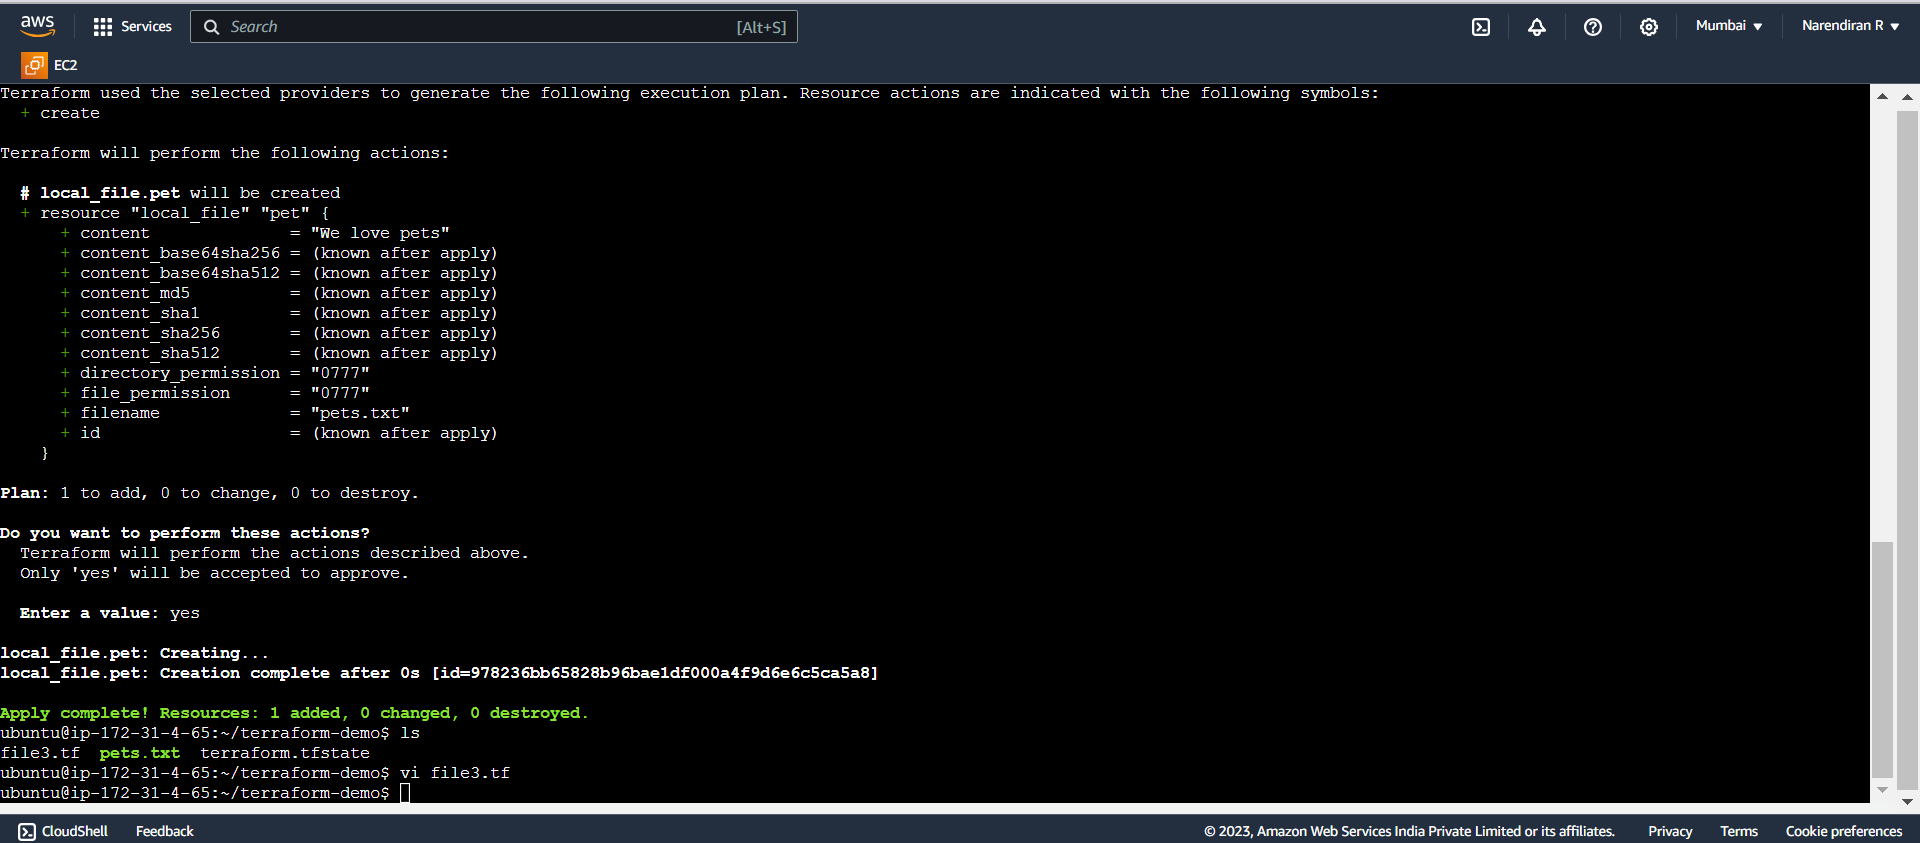 aws Services Search [Alt+S] Mumbai ▼ Narendiran R ▼
EC2
Terraform used the selected providers to generate the following execution plan. Resource actions are indicated with the following symbols:
+ create
Terraform will perform the following actions:
# local_file.pet will be created
+ resource "local_file" "pet" {
+ content = "We love pets"
+ content_base64sha256 = (known after apply)
+ content_base64sha512 = (known after apply)
+ content_md5 = (known after apply)
+ content_sha1 = (known after apply)
+ content_sha256 = (known after apply)
+ content_sha512 = (known after apply)
+ directory_permission = "0777"
+ file_permission = "0777"
+ filename = "pets.txt"
+ id = (known after apply)
}
Plan: 1 to add, 0 to change, 0 to destroy.
Do you want to perform these actions?
Terraform will perform the actions described above.
Only 'yes' will be accepted to approve.
Enter a value: yes
local_file.pet: Creating...
local_file.pet: Creation complete after 0s [id=978236bb65828b96bae1df000a4f9d6e6c5ca5a8]
Apply complete! Resources: 1 added, 0 changed, 0 destroyed.
ubuntu@ip-172-31-4-65:~/terraform-demo$ ls
file3.tf pets.txt terraform.tfstate
ubuntu@ip-172-31-4-65:~/terraform-demo$ vi file3.tf
ubuntu@ip-172-31-4-65:~/terraform-demo$
CloudShell Feedback © 2023, Amazon Web Services India Private Limited or its affiliates. Privacy Terms Cookie preferences